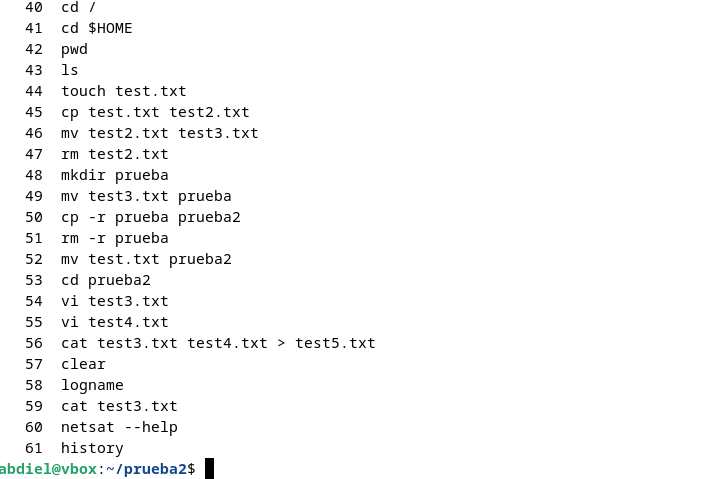 40  cd /
41  cd $HOME
42  pwd
43  ls
44  touch test.txt
45  cp test.txt test2.txt
46  mv test2.txt test3.txt
47  rm test2.txt
48  mkdir prueba
49  mv test3.txt prueba
50  cp -r prueba prueba2
51  rm -r prueba
52  mv test.txt prueba2
53  cd prueba2
54  vi test3.txt
55  vi test4.txt
56  cat test3.txt test4.txt > test5.txt
57  clear
58  logname
59  cat test3.txt
60  netsat --help
61  history
abdiel@vbox:~/prueba2$